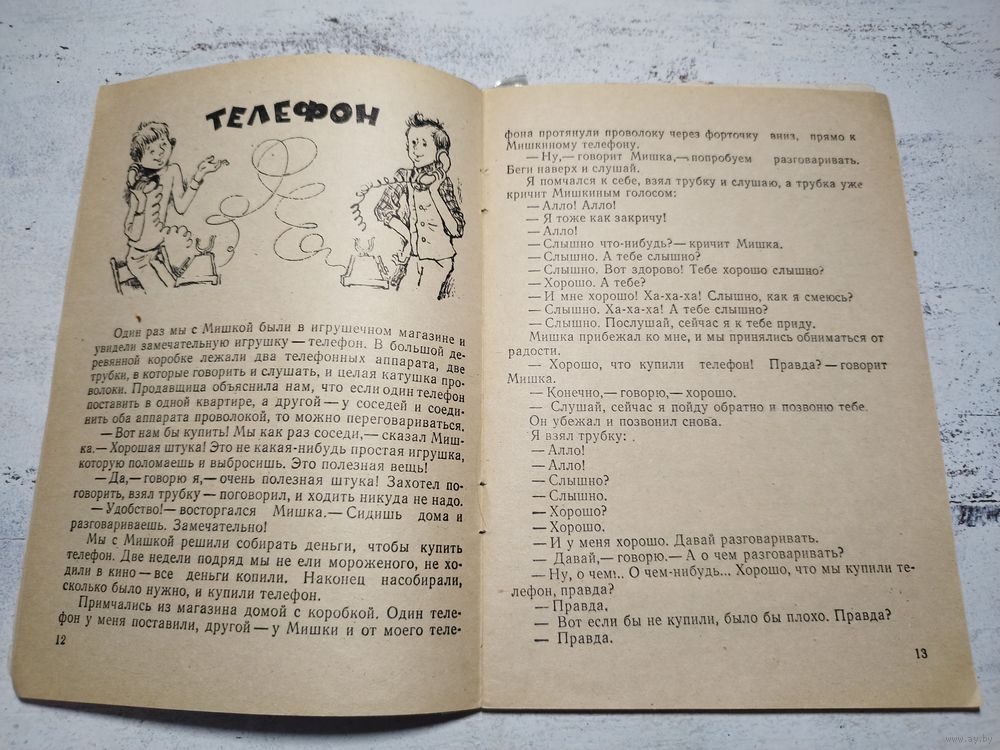 ТЕЛЕФОН
Один раз мы с Мишкой были в игрушечном магазине и
увидели замечательную игрушку — телефон. В большой де-
ревянной коробке лежали два телефонных аппарата, две
трубки, в которые говорить и слушать, и целая катушка про-
волоки. Продавщица объяснила нам, что если один телефон
поставить в одной квартире, а другой — у соседей и соеди-
нить оба аппарата проволокой, то можно переговариваться.
— Вот нам бы купить! Мы как раз соседи,— сказал Миш-
ка.— Хорошая штука! Это не какая-нибудь простая игрушка,
которую поломаешь и выбросишь. Это полезная вещь!
— Да,— говорю я,— очень полезная штука! Захотел по-
говорить, взял трубку — поговорил, и ходить никуда не надо.
— Удобство!— восторгался Мишка.— Сидишь дома и
разговариваешь. Замечательно!
Мы с Мишкой решили собирать деньги, чтобы купить
телефон. Две недели подряд мы не ели мороженого, не хо-
дили в кино — все деньги копили. Наконец насобирали,
сколько было нужно, и купили телефон.
Примчались из магазина домой с коробкой. Один теле-
фон у меня поставили, другой — у Мишки и от моего теле-
12
фона протянули проволоку через форточку вниз, прямо к
Мишкиному телефону.
— Ну,— говорит Мишка,— попробуем разговаривать.
Беги наверх и слушай.
Я помчался к себе, взял трубку и слушаю, а трубка уже
кричит Мишкиным голосом:
— Алло! Алло!
— Я тоже как закричу!
— Алло!
— Слышно что-нибудь?— кричит Мишка.
— Слышно. А тебе слышно?
— Слышно. Вот здорово! Тебе хорошо слышно?
— Хорошо. А тебе?
— И мне хорошо! Ха-ха-ха! Слышно, как я смеюсь?
— Слышно. Ха-ха-ха! А тебе слышно?
— Слышно. Послушай, сейчас я к тебе приду.
Мишка прибежал ко мне, и мы принялись обниматься от
радости.
— Хорошо, что купили телефон! Правда?— говорит
Мишка.
— Конечно,— говорю,— хорошо.
— Слушай, сейчас я пойду обратно и позвоню тебе.
Он убежал и позвонил снова.
Я взял трубку:
— Алло!
— Алло!
— Слышно?
— Слышно.
— Хорошо?
— Хорошо.
— И у меня хорошо. Давай разговаривать.
— Давай,— говорю.— А о чем разговаривать?
— Ну, о чем!.. О чем-нибудь... Хорошо, что мы купили те-
лефон, правда?
— Правда.
— Вот если бы не купили, было бы плохо. Правда?
— Правда.
13
www.ay.by